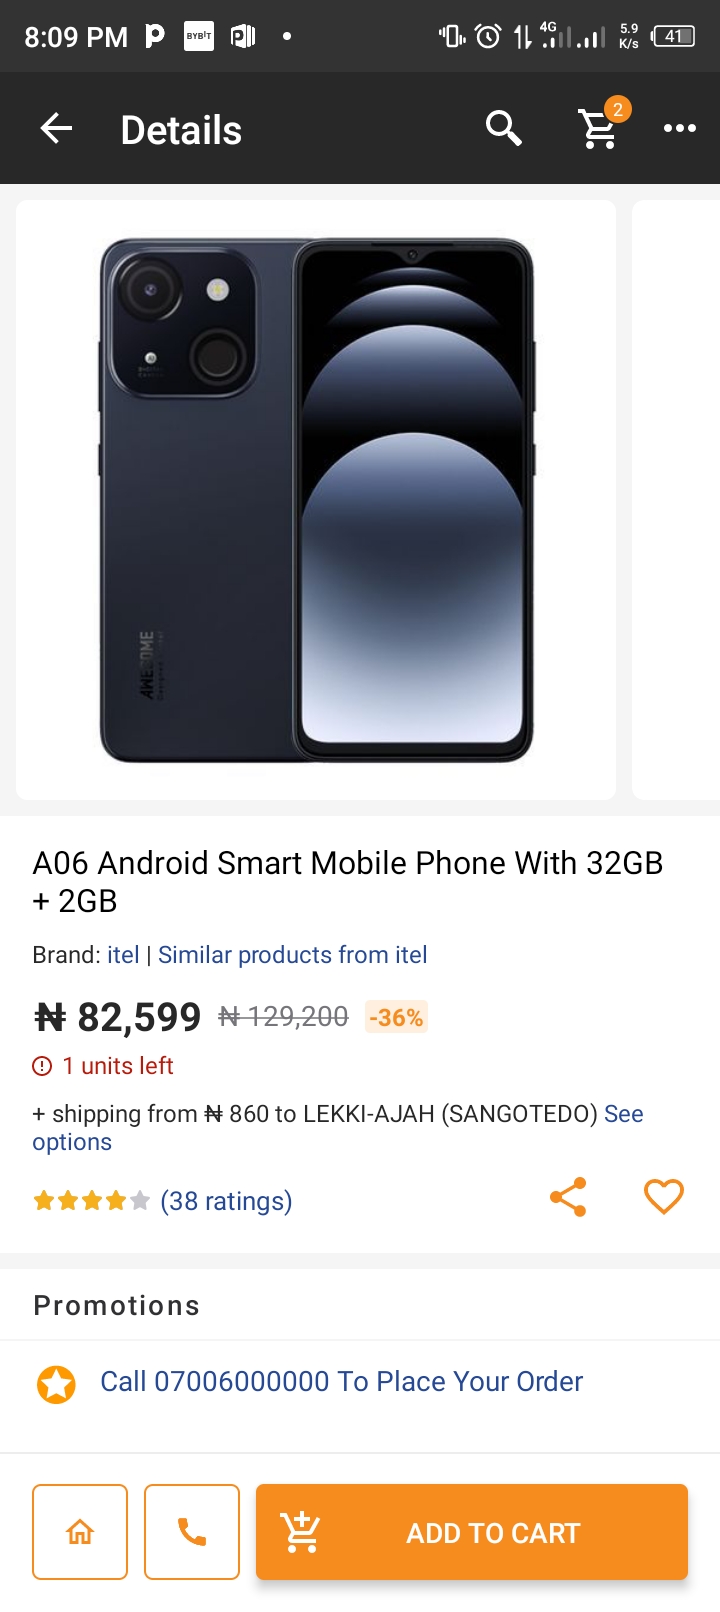 8:09 PM BYBIT 4G 5.9 K/s 41
Details 2
AWESOME
A06 Android Smart Mobile Phone With 32GB
+ 2GB
Brand: itel | Similar products from itel
₦ 82,599 ₦ 129,200 -36%
1 units left
+ shipping from ₦ 860 to LEKKI-AJAH (SANGOTEDO) See
options
(38 ratings)
Promotions
Call 07006000000 To Place Your Order
ADD TO CART